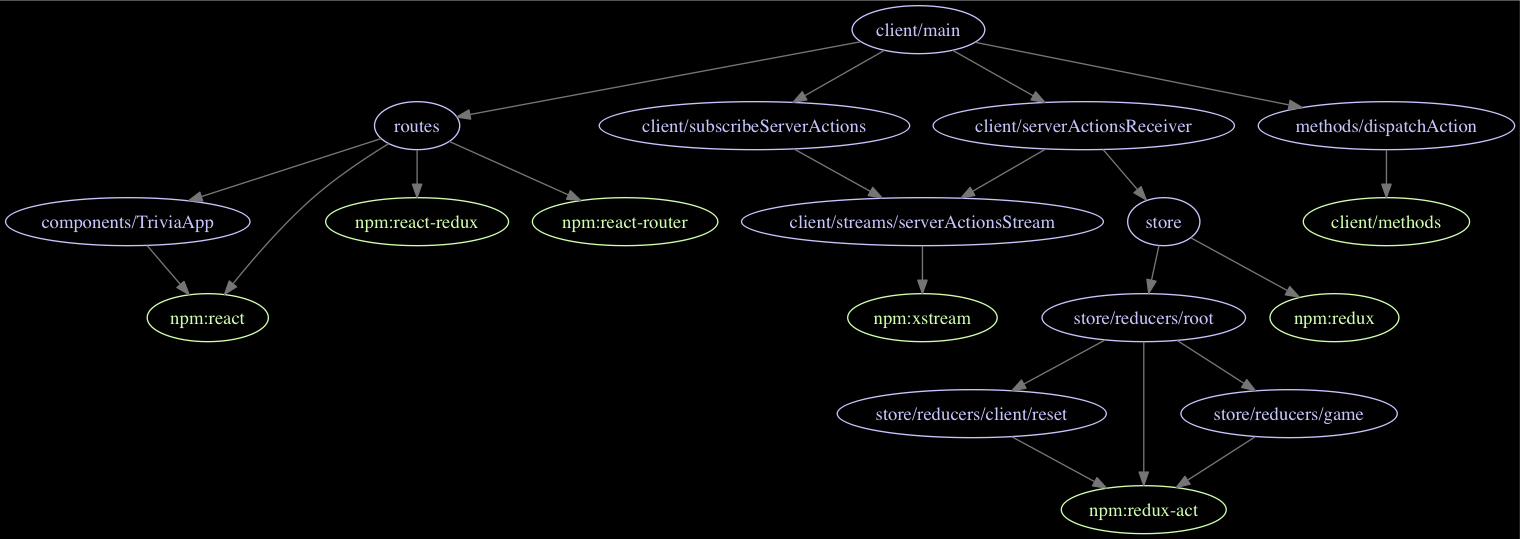 client/main
routes
client/subscribeServerActions
client/serverActionsReceiver
methods/dispatchAction
components/TriviaApp
npm:react-redux
npm:react-router
client/streams/serverActionsStream
store
client/methods
npm:react
npm:xstream
store/reducers/root
npm:redux
store/reducers/client/reset
store/reducers/game
npm:redux-act